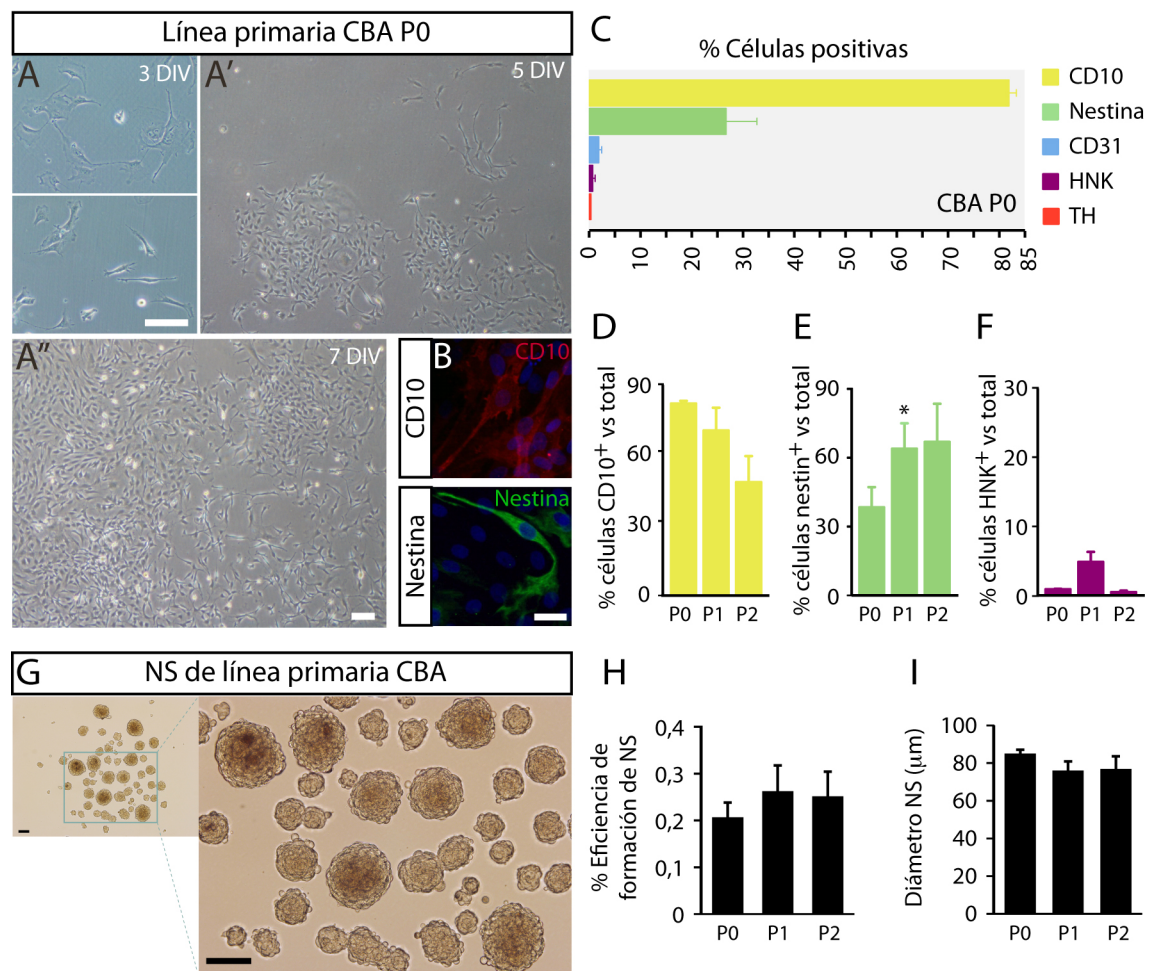 Línea primaria CBA P0
A
3 DIV
A'
5 DIV
A''
7 DIV
B
CD10
CD10
Nestina
Nestina
C
% Células positivas
CBA P0
0
10
20
30
40
50
60
70
80
85
CD10
Nestina
CD31
HNK
TH
D
% células CD10+ vs total
90
60
30
0
P0 P1 P2
E
% células nestin+ vs total
90
60
30
0
*
P0 P1 P2
F
% células HNK+ vs total
30
20
10
0
P0 P1 P2
G
NS de línea primaria CBA
H
% Eficiencia de
formación de NS
0,4
0,3
0,2
0,1
0
P0 P1 P2
I
Diámetro NS (µm)
100
80
60
40
20
0
P0 P1 P2